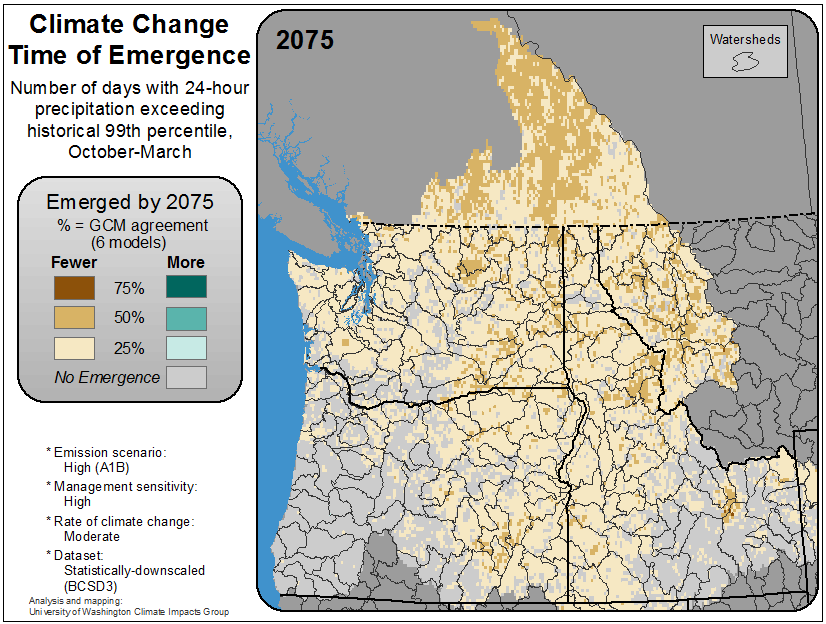 Climate Change
Time of Emergence
Number of days with 24-hour
precipitation exceeding
historical 99th percentile,
October-March
Emerged by 2075
% = GCM agreement
(6 models)
Fewer More
75%
50%
25%
No Emergence
* Emission scenario:
High (A1B)
* Management sensitivity:
High
* Rate of climate change:
Moderate
* Dataset:
Statistically-downscaled
(BCSD3)
Analysis and mapping:
University of Washington Climate Impacts Group
2075
Watersheds